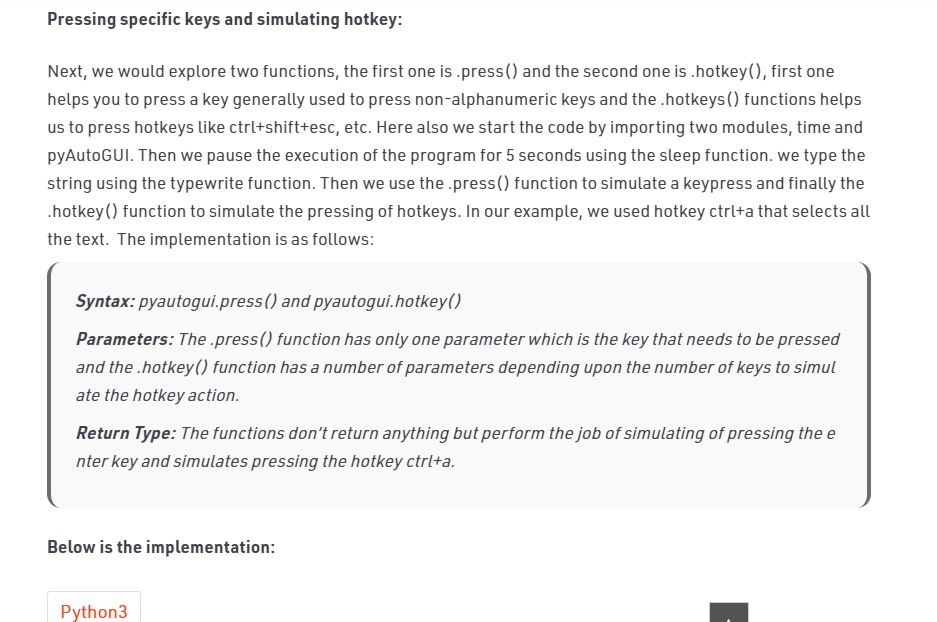 Pressing specific keys and simulating hotkey:
Next, we would explore two functions, the first one is .press() and the second one is .hotkey(), first one
helps you to press a key generally used to press non-alphanumeric keys and the .hotkeys() functions helps
us to press hotkeys like ctrl+shift+esc, etc. Here also we start the code by importing two modules, time and
pyAutoGUI. Then we pause the execution of the program for 5 seconds using the sleep function. we type the
string using the typewrite function. Then we use the .press() function to simulate a keypress and finally the
.hotkey() function to simulate the pressing of hotkeys. In our example, we used hotkey ctrl+a that selects all
the text.  The implementation is as follows:
Syntax: pyautogui.press() and pyautogui.hotkey()
Parameters: The .press() function has only one parameter which is the key that needs to be pressed
and the .hotkey() function has a number of parameters depending upon the number of keys to simul
ate the hotkey action.
Return Type: The functions don't return anything but perform the job of simulating of pressing the e
nter key and simulates pressing the hotkey ctrl+a.
Below is the implementation:
Python3